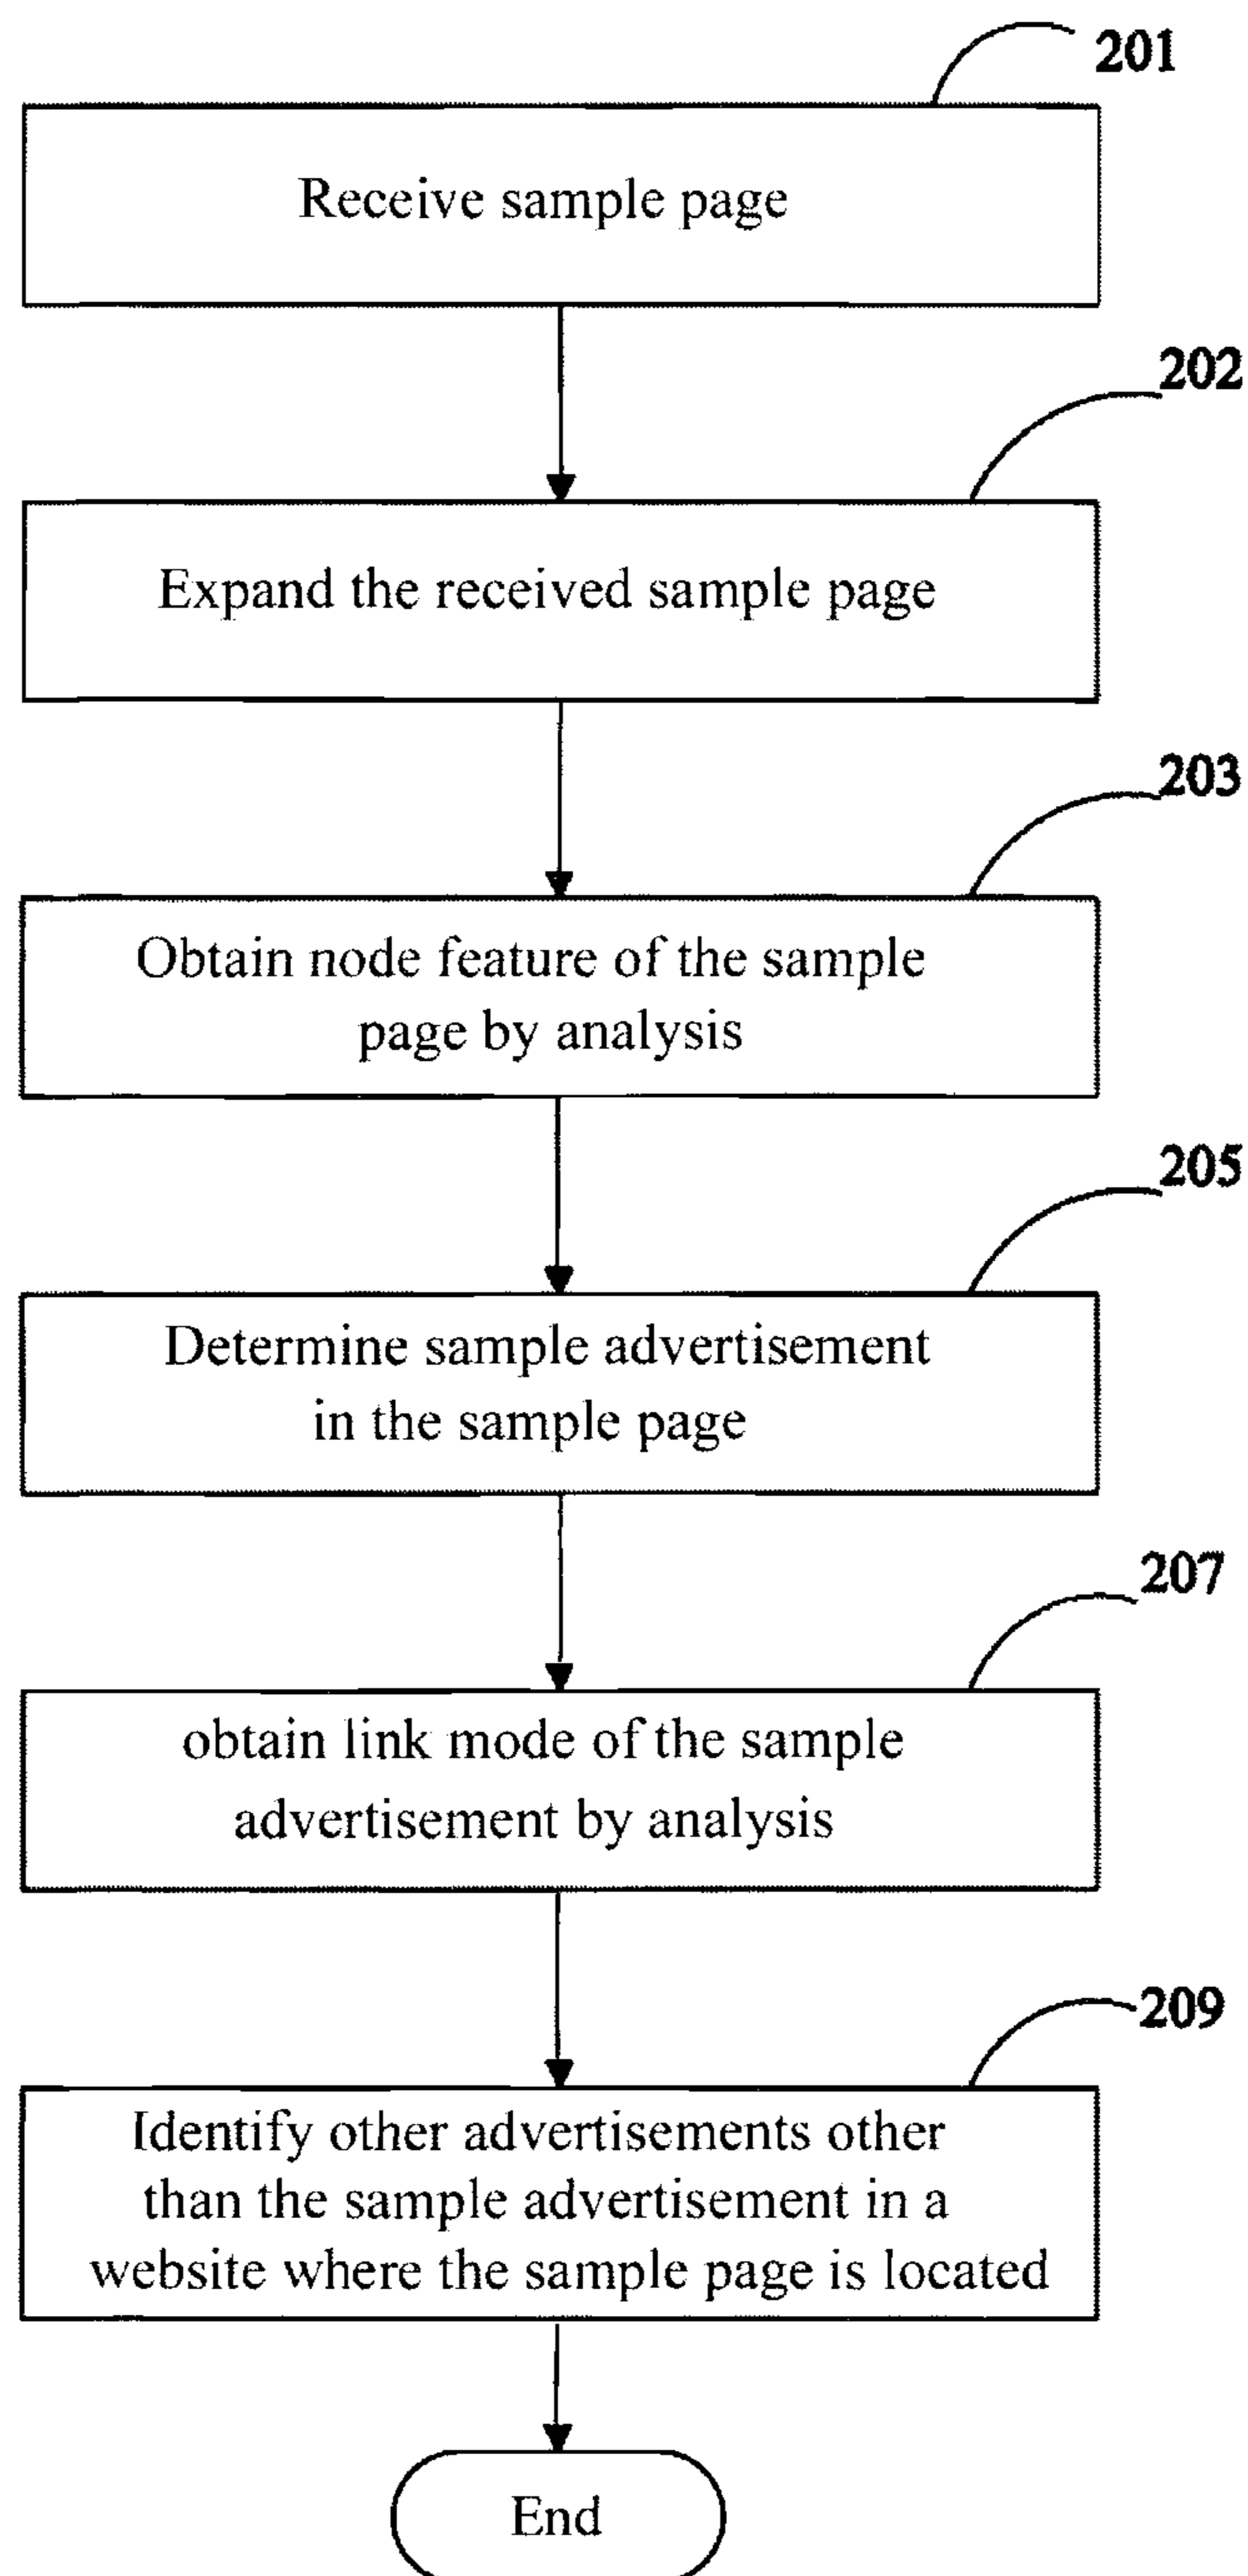 201
Receive sample page
202
Expand the received sample page
203
Obtain node feature of the sample
page by analysis
205
Determine sample advertisement
in the sample page
207
obtain link mode of the sample
advertisement by analysis
209
Identify other advertisements other
than the sample advertisement in a
website where the sample page is located
End